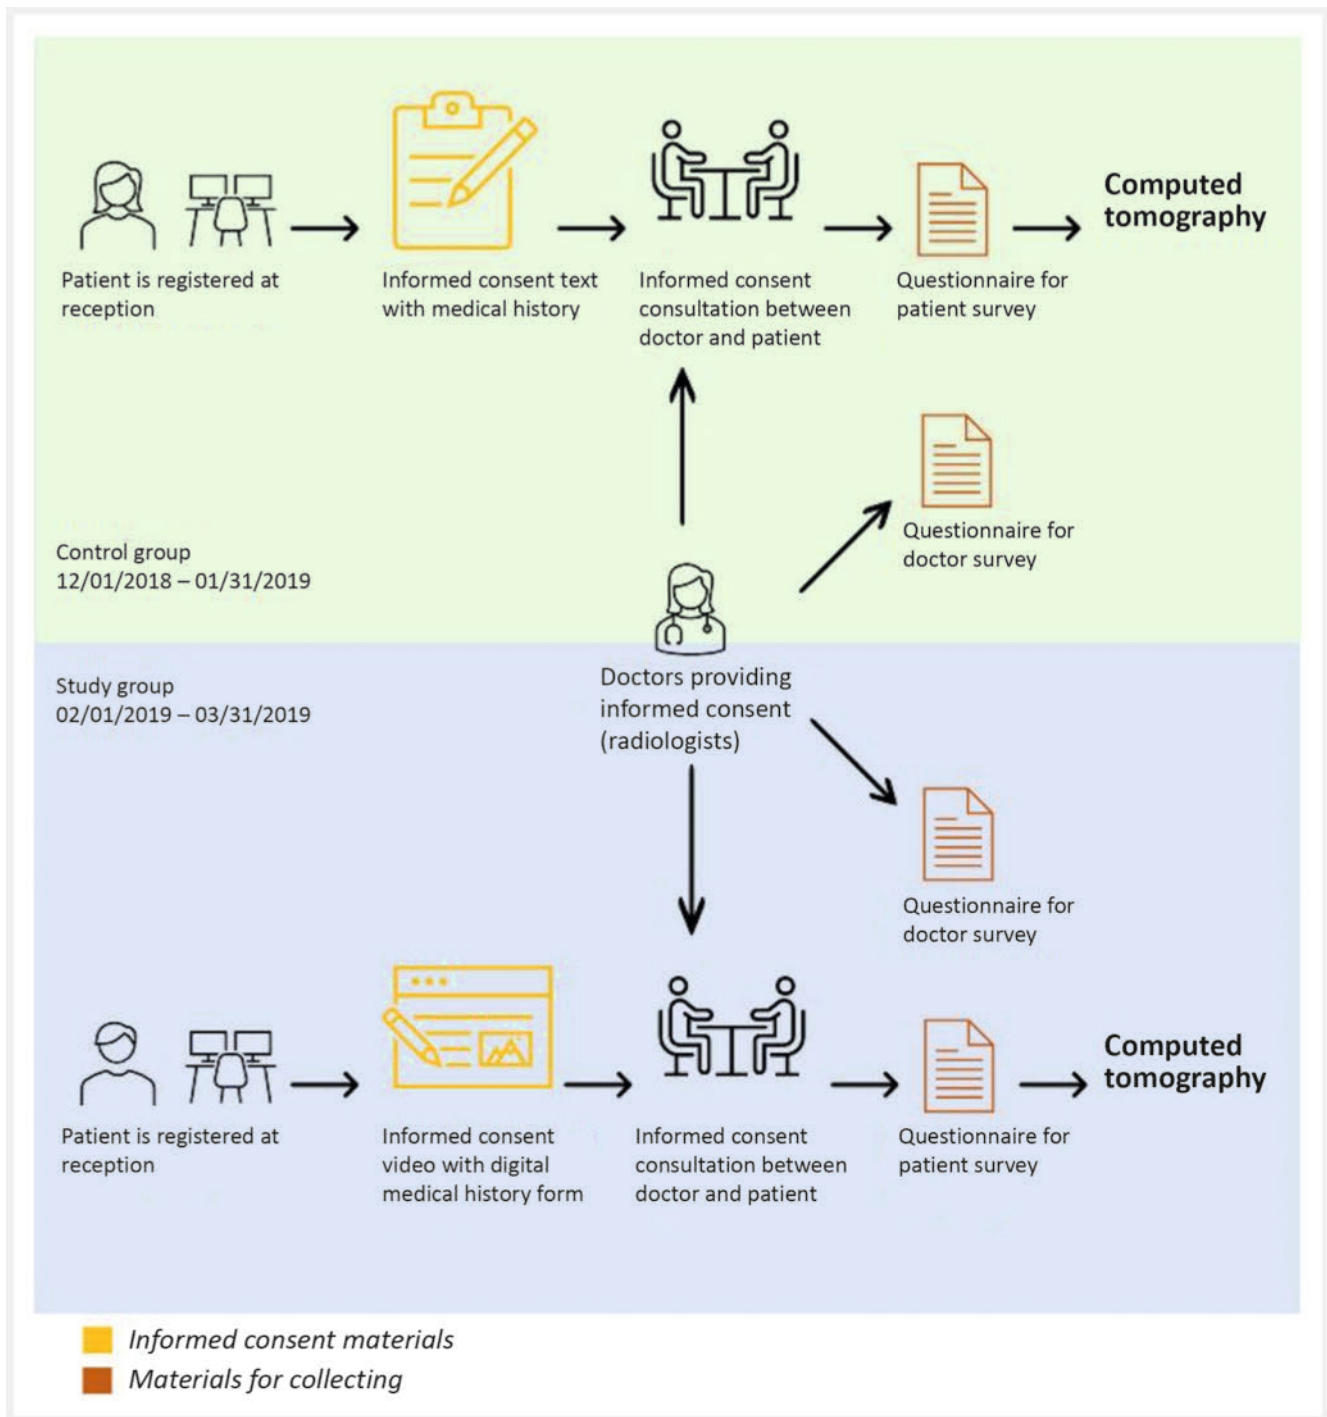 Computed
tomography
Patient is registered at
reception
Informed consent text
with medical history
Informed consent
consultation between
doctor and patient
Questionnaire for
patient survey
Questionnaire for
doctor survey
Control group
12/01/2018 – 01/31/2019
Study group
02/01/2019 – 03/31/2019
Doctors providing
informed consent
(radiologists)
Questionnaire for
doctor survey
Computed
tomography
Patient is registered at
reception
Informed consent
video with digital
medical history form
Informed consent
consultation between
doctor and patient
Questionnaire for
patient survey
Informed consent materials
Materials for collecting